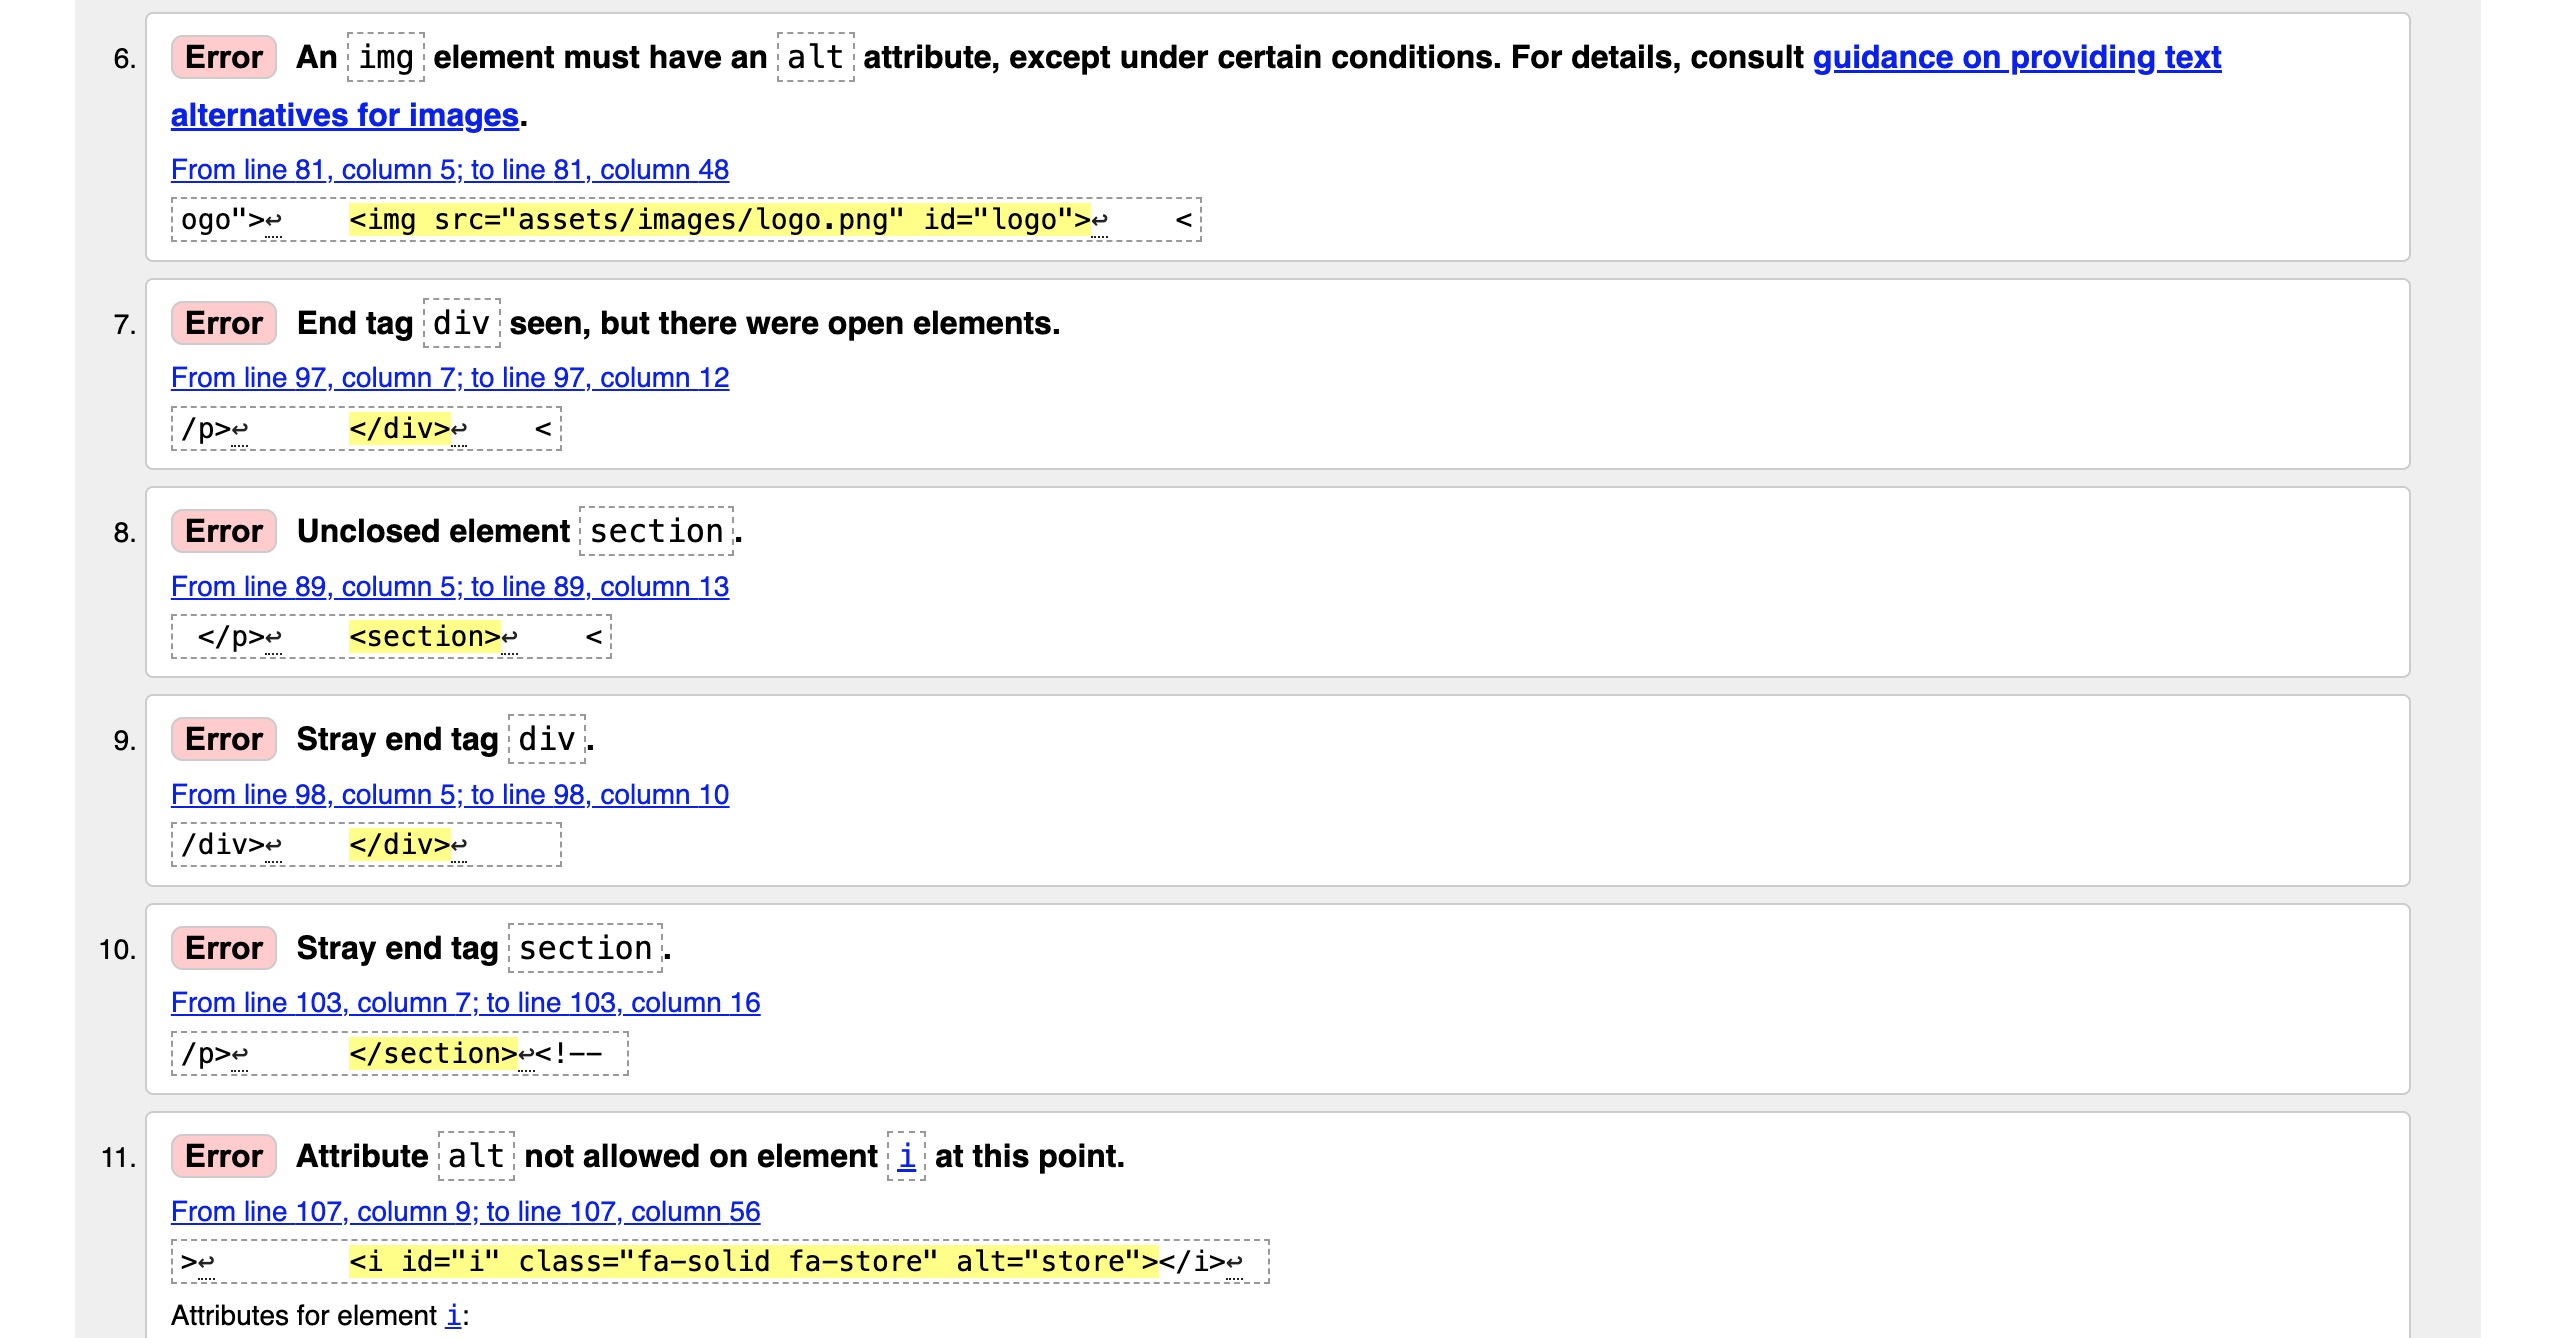 6. Error An img element must have an alt attribute, except under certain conditions. For details, consult guidance on providing text
alternatives for images.
From line 81, column 5; to line 81, column 48
ogo">↩    <img src="assets/images/logo.png" id="logo">↩    <
7. Error End tag div seen, but there were open elements.
From line 97, column 7; to line 97, column 12
/p>↩      </div>↩    <
8. Error Unclosed element section.
From line 89, column 5; to line 89, column 13
 </p>↩    <section>↩    <
9. Error Stray end tag div.
From line 98, column 5; to line 98, column 10
/div>↩    </div>↩
10. Error Stray end tag section.
From line 103, column 7; to line 103, column 16
/p>↩      </section>↩<!--
11. Error Attribute alt not allowed on element i at this point.
From line 107, column 9; to line 107, column 56
>↩        <i id="i" class="fa-solid fa-store" alt="store"></i>↩
Attributes for element i: